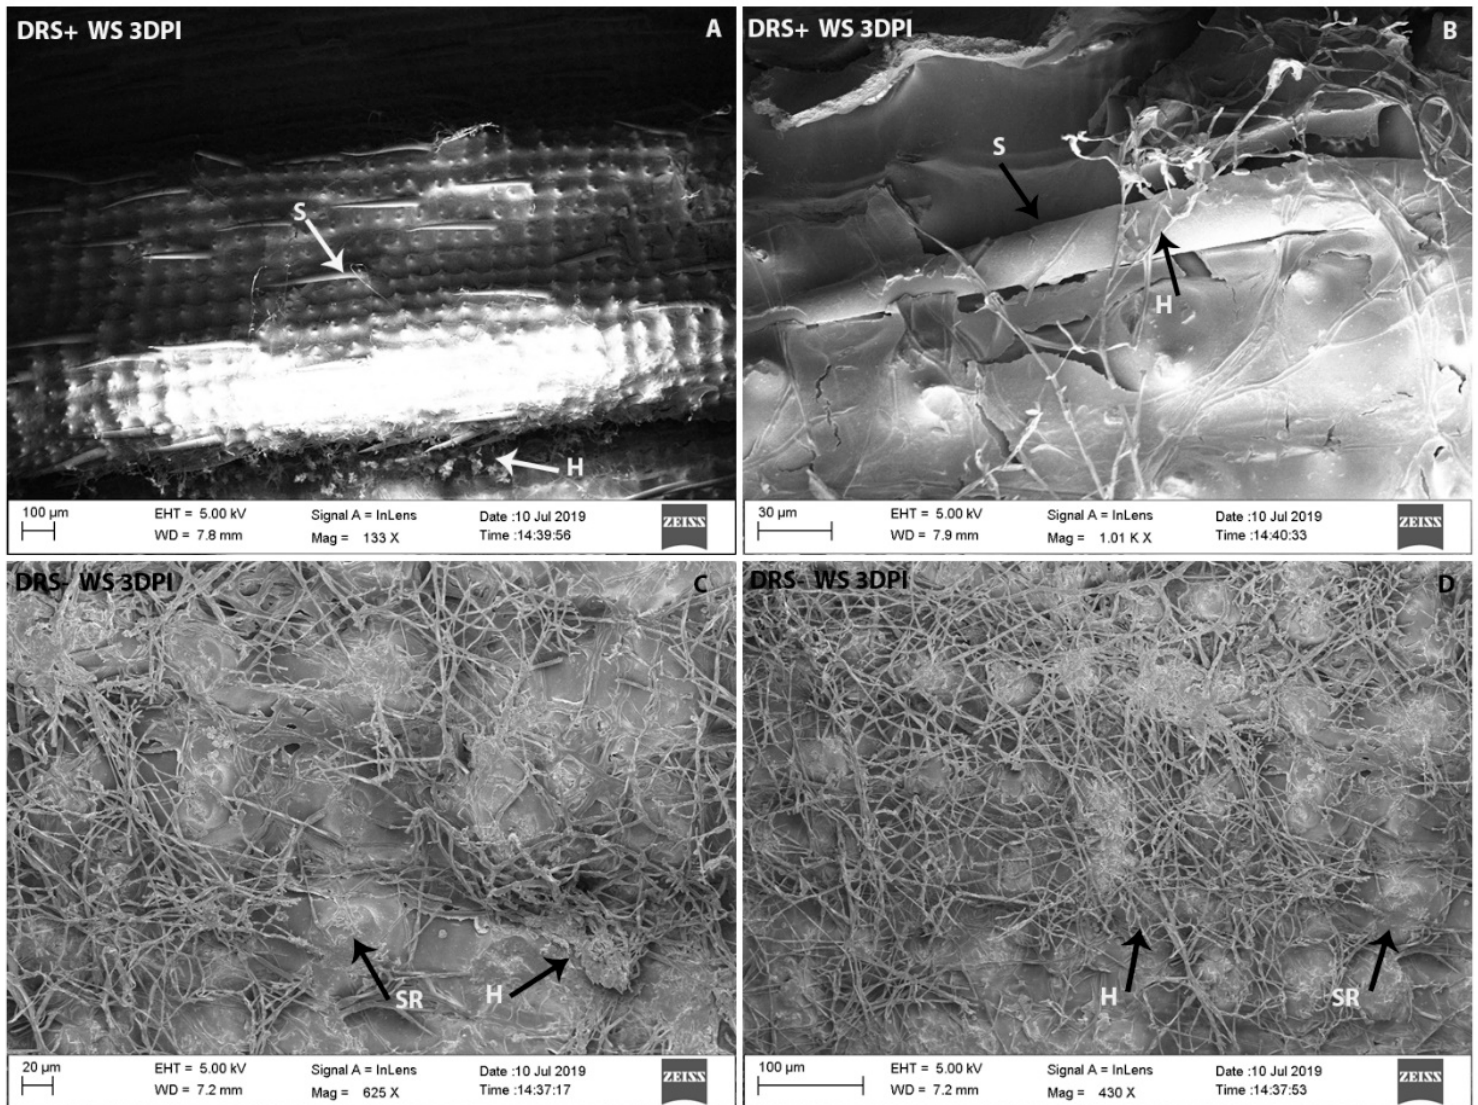 DRS+ WS 3DPI
A
S
H
100 µm
EHT = 5.00 kV
WD = 7.8 mm
Signal A = InLens
Mag = 133 X
Date :10 Jul 2019
Time :14:39:56
ZEISS
DRS+ WS 3DPI
B
S
H
30 µm
EHT = 5.00 kV
WD = 7.9 mm
Signal A = InLens
Mag = 1.01 K X
Date :10 Jul 2019
Time :14:40:33
ZEISS
DRS- WS 3DPI
C
SR
H
20 µm
EHT = 5.00 kV
WD = 7.2 mm
Signal A = InLens
Mag = 625 X
Date :10 Jul 2019
Time :14:37:17
ZEISS
DRS- WS 3DPI
D
H
SR
100 µm
EHT = 5.00 kV
WD = 7.2 mm
Signal A = InLens
Mag = 430 X
Date :10 Jul 2019
Time :14:37:53
ZEISS